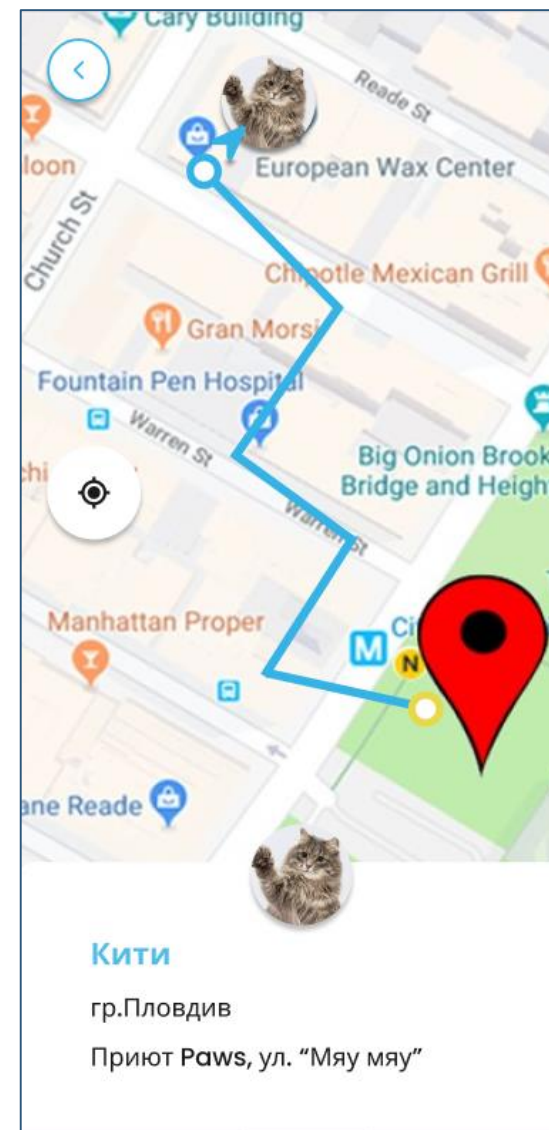 Cary Building
Reade St
loon
European Wax Center
Church St
Chipotle Mexican Grill
Gran Morsi
Fountain Pen Hospital
Warren St
Big Onion Brook
Bridge and Heigh
chi
Warren St
Manhattan Proper
M
Ci
N
ane Reade
Кити
гр.Пловдив
Приют Paws, ул. “Мяу мяу”